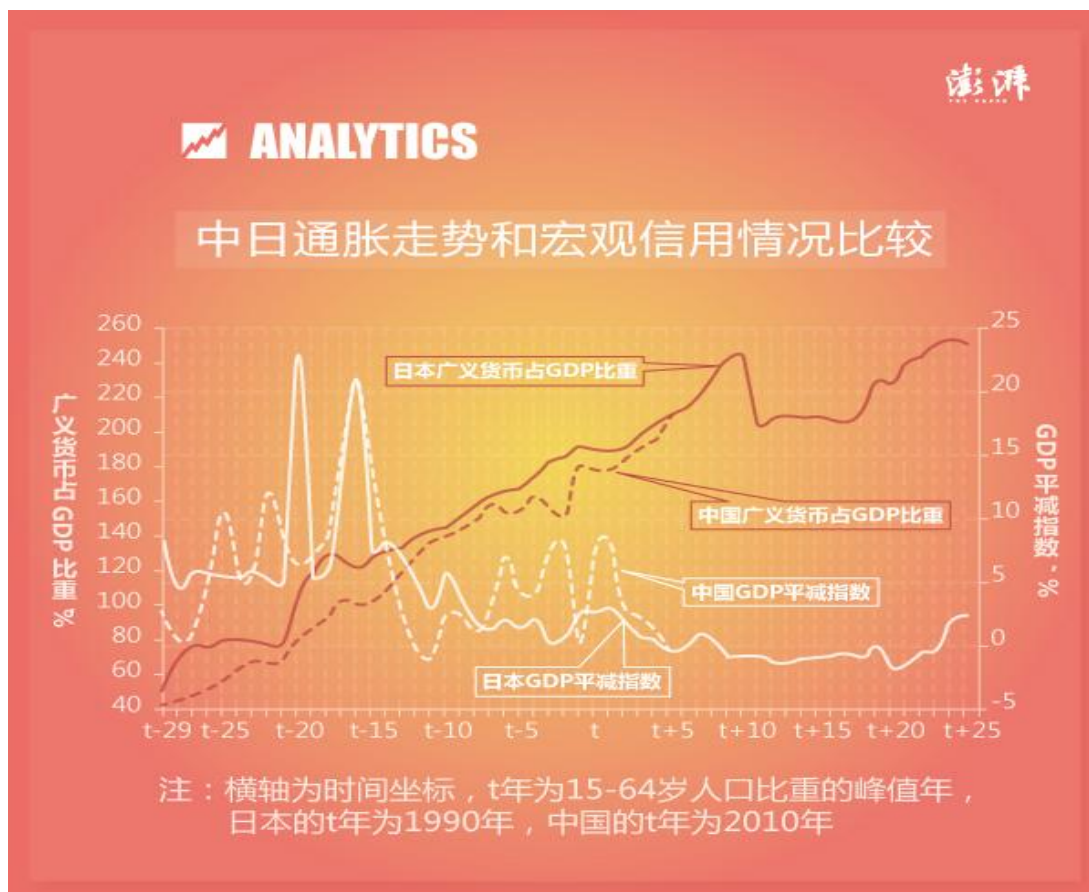 澎湃
THE PAPER
ANALYTICS
中日通胀走势和宏观信用情况比较
260
240
220
200
180
160
140
120
100
80
60
40
广义货币占GDP 比重 %
25
20
15
10
5
0
-5
GDP平减指数，%
日本广义货币占GDP比重
中国广义货币占GDP比重
中国GDP平减指数
日本GDP平减指数
t-29 t-25 t-20 t-15 t-10 t-5 t t+5 t+10 t+15 t+20 t+25
注：横轴为时间坐标，t年为15-64岁人口比重的峰值年，
日本的t年为1990年，中国的t年为2010年